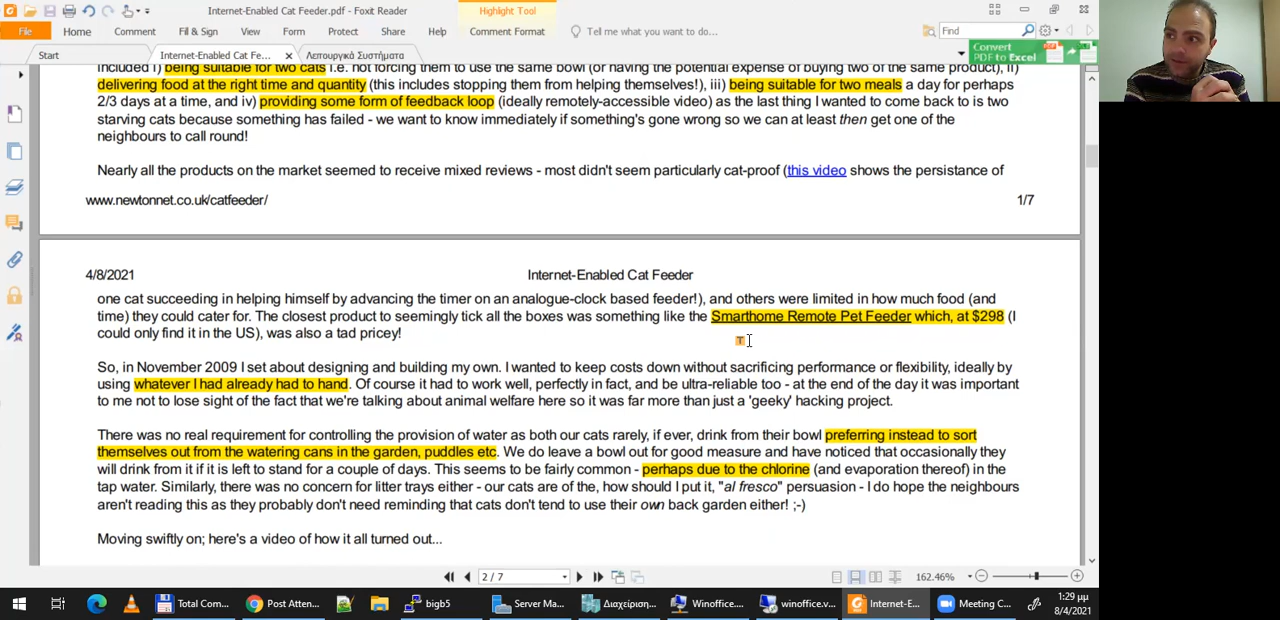 Internet-Enabled Cat Feeder.pdf - Foxit Reader
Highlight Tool
File
Home
Comment
Fill & Sign
View
Form
Protect
Share
Help
Comment Format
Tell me what you want to do...
Find
Start
Internet-Enabled Cat Fe...
Λειτουργικά Συστήματα
Convert
PDF to Excel
included i) being suitable for two cats i.e. not forcing them to use the same bowl (or having the potential expense of buying two of the same product), ii)
delivering food at the right time and quantity (this includes stopping them from helping themselves!), iii) being suitable for two meals a day for perhaps
2/3 days at a time, and iv) providing some form of feedback loop (ideally remotely-accessible video) as the last thing I wanted to come back to is two
starving cats because something has failed - we want to know immediately if something's gone wrong so we can at least then get one of the
neighbours to call round!
Nearly all the products on the market seemed to receive mixed reviews - most didn't seem particularly cat-proof (this video shows the persistance of
www.newtonnet.co.uk/catfeeder/
1/7
4/8/2021
Internet-Enabled Cat Feeder
one cat succeeding in helping himself by advancing the timer on an analogue-clock based feeder!), and others were limited in how much food (and
time) they could cater for. The closest product to seemingly tick all the boxes was something like the Smarthome Remote Pet Feeder which, at $298 (I
could only find it in the US), was also a tad pricey!
So, in November 2009 I set about designing and building my own. I wanted to keep costs down without sacrificing performance or flexibility, ideally by
using whatever I had already had to hand. Of course it had to work well, perfectly in fact, and be ultra-reliable too - at the end of the day it was important
to me not to lose sight of the fact that we're talking about animal welfare here so it was far more than just a 'geeky' hacking project.
There was no real requirement for controlling the provision of water as both our cats rarely, if ever, drink from their bowl preferring instead to sort
themselves out from the watering cans in the garden, puddles etc. We do leave a bowl out for good measure and have noticed that occasionally they
will drink from it if it is left to stand for a couple of days. This seems to be fairly common - perhaps due to the chlorine (and evaporation thereof) in the
tap water. Similarly, there was no concern for litter trays either - our cats are of the, how should I put it, "al fresco" persuasion - I do hope the neighbours
aren't reading this as they probably don't need reminding that cats don't tend to use their own back garden either! ;-)
Moving swiftly on; here's a video of how it all turned out...
2 / 7
162.46%
Total Com...
Post Atten...
bigb5
Server Ma...
Διαχείριση...
Winoffice....
winoffice.v...
Internet-E...
Meeting C...
1:29 μμ
8/4/2021